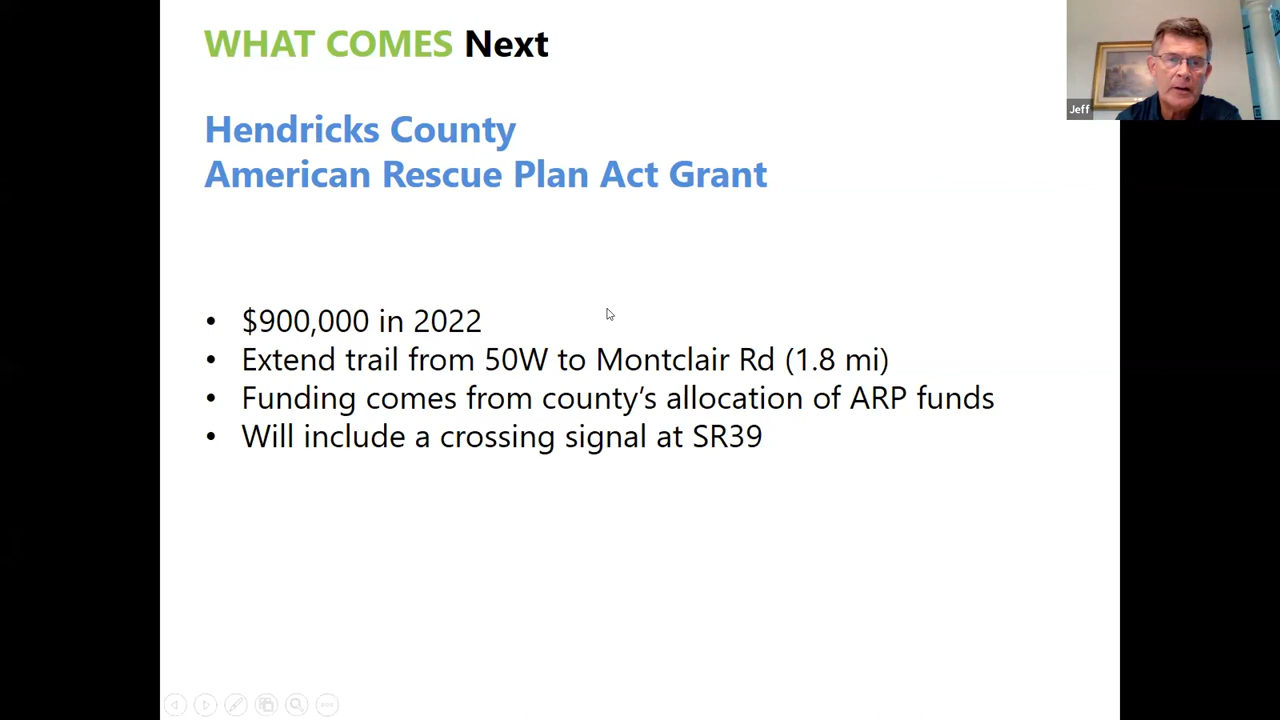 WHAT COMES Next
Hendricks County
American Rescue Plan Act Grant
• $900,000 in 2022
• Extend trail from 50W to Montclair Rd (1.8 mi)
• Funding comes from county’s allocation of ARP funds
• Will include a crossing signal at SR39
Jeff